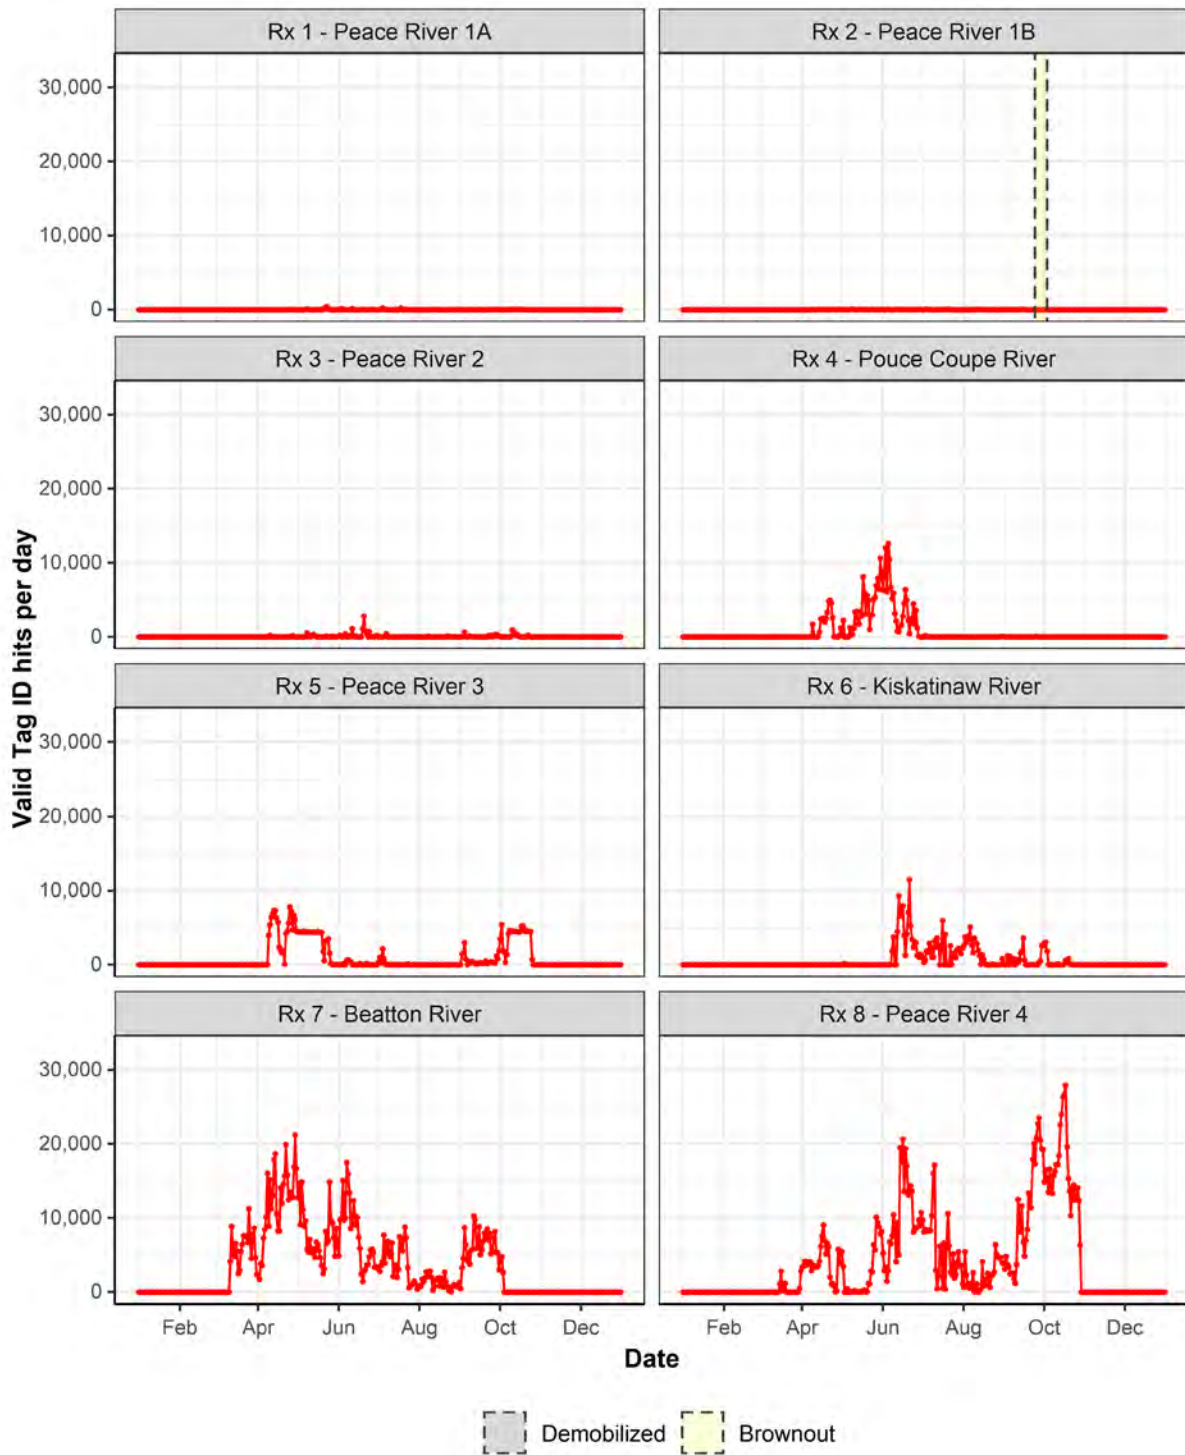 Rx 1 - Peace River 1A
Rx 2 - Peace River 1B
30,000
20,000
10,000
0
Rx 3 - Peace River 2
Rx 4 - Pouce Coupe River
30,000
20,000
10,000
0
Rx 5 - Peace River 3
Rx 6 - Kiskatinaw River
30,000
20,000
10,000
0
Rx 7 - Beatton River
Rx 8 - Peace River 4
30,000
20,000
10,000
0
Valid Tag ID hits per day
Feb Apr Jun Aug Oct Dec
Feb Apr Jun Aug Oct Dec
Date
Demobilized
Brownout